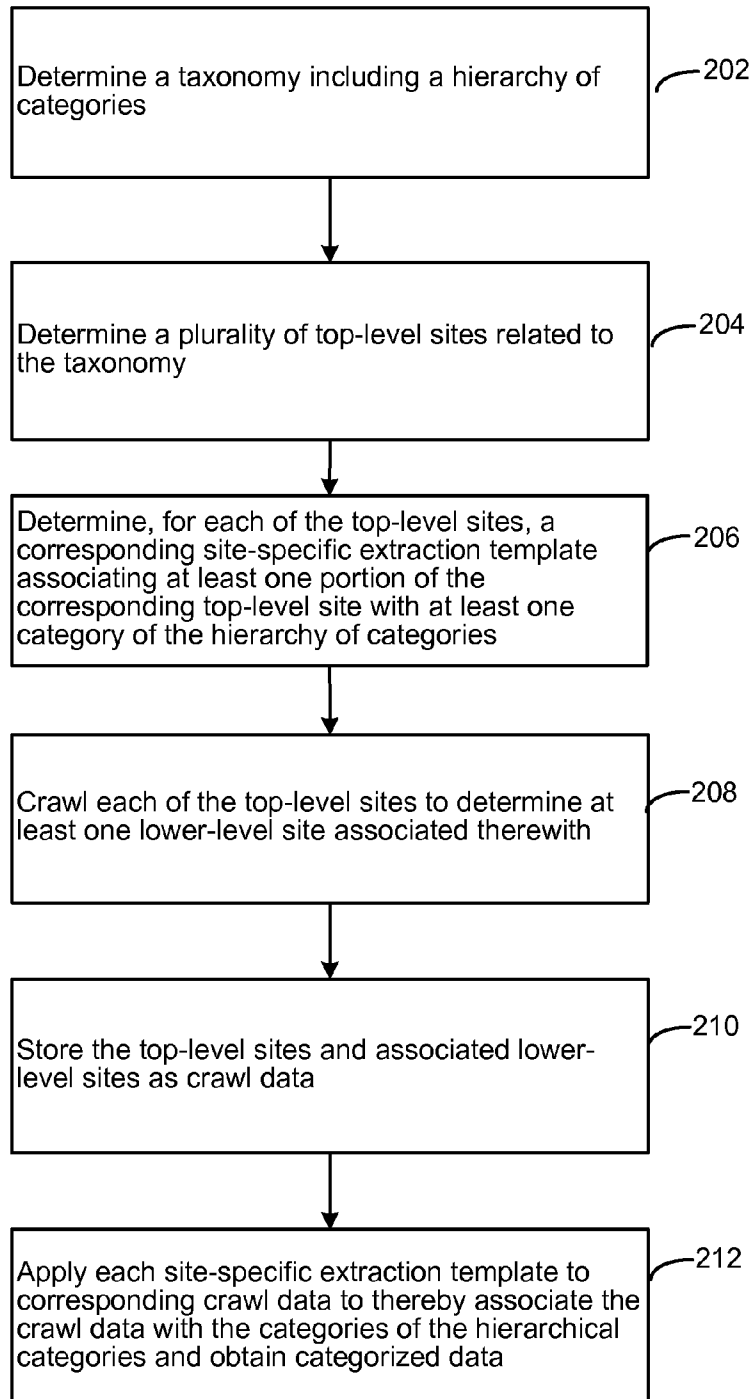 Determine a taxonomy including a hierarchy of
categories
202
Determine a plurality of top-level sites related to
the taxonomy
204
Determine, for each of the top-level sites, a
corresponding site-specific extraction template
associating at least one portion of the
corresponding top-level site with at least one
category of the hierarchy of categories
206
Crawl each of the top-level sites to determine at
least one lower-level site associated therewith
208
Store the top-level sites and associated lower-
level sites as crawl data
210
Apply each site-specific extraction template to
corresponding crawl data to thereby associate the
crawl data with the categories of the hierarchical
categories and obtain categorized data
212